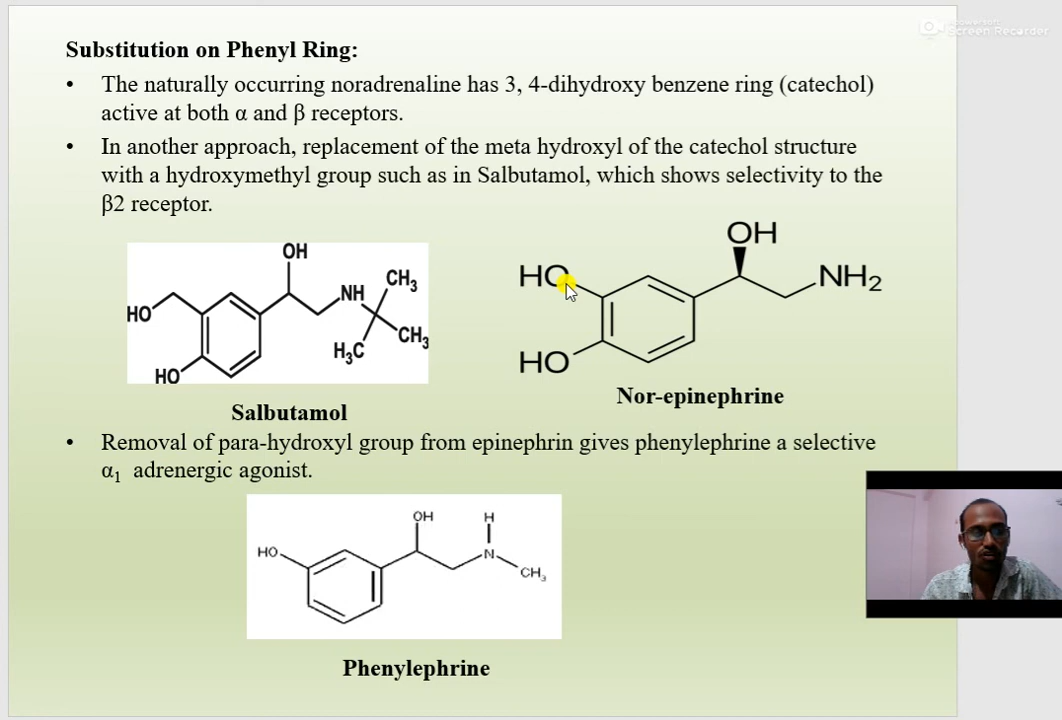 Apowersoft
Screen Recorder
Substitution on Phenyl Ring:
• The naturally occurring noradrenaline has 3, 4-dihydroxy benzene ring (catechol)
active at both α and β receptors.
• In another approach, replacement of the meta hydroxyl of the catechol structure
with a hydroxymethyl group such as in Salbutamol, which shows selectivity to the
β2 receptor.
OH
CH3
NH
HO
CH3
H3C
HO
Salbutamol
OH
HO
NH2
HO
Nor-epinephrine
• Removal of para-hydroxyl group from epinephrin gives phenylephrine a selective
α1 adrenergic agonist.
OH
H
HO
N
CH3
Phenylephrine